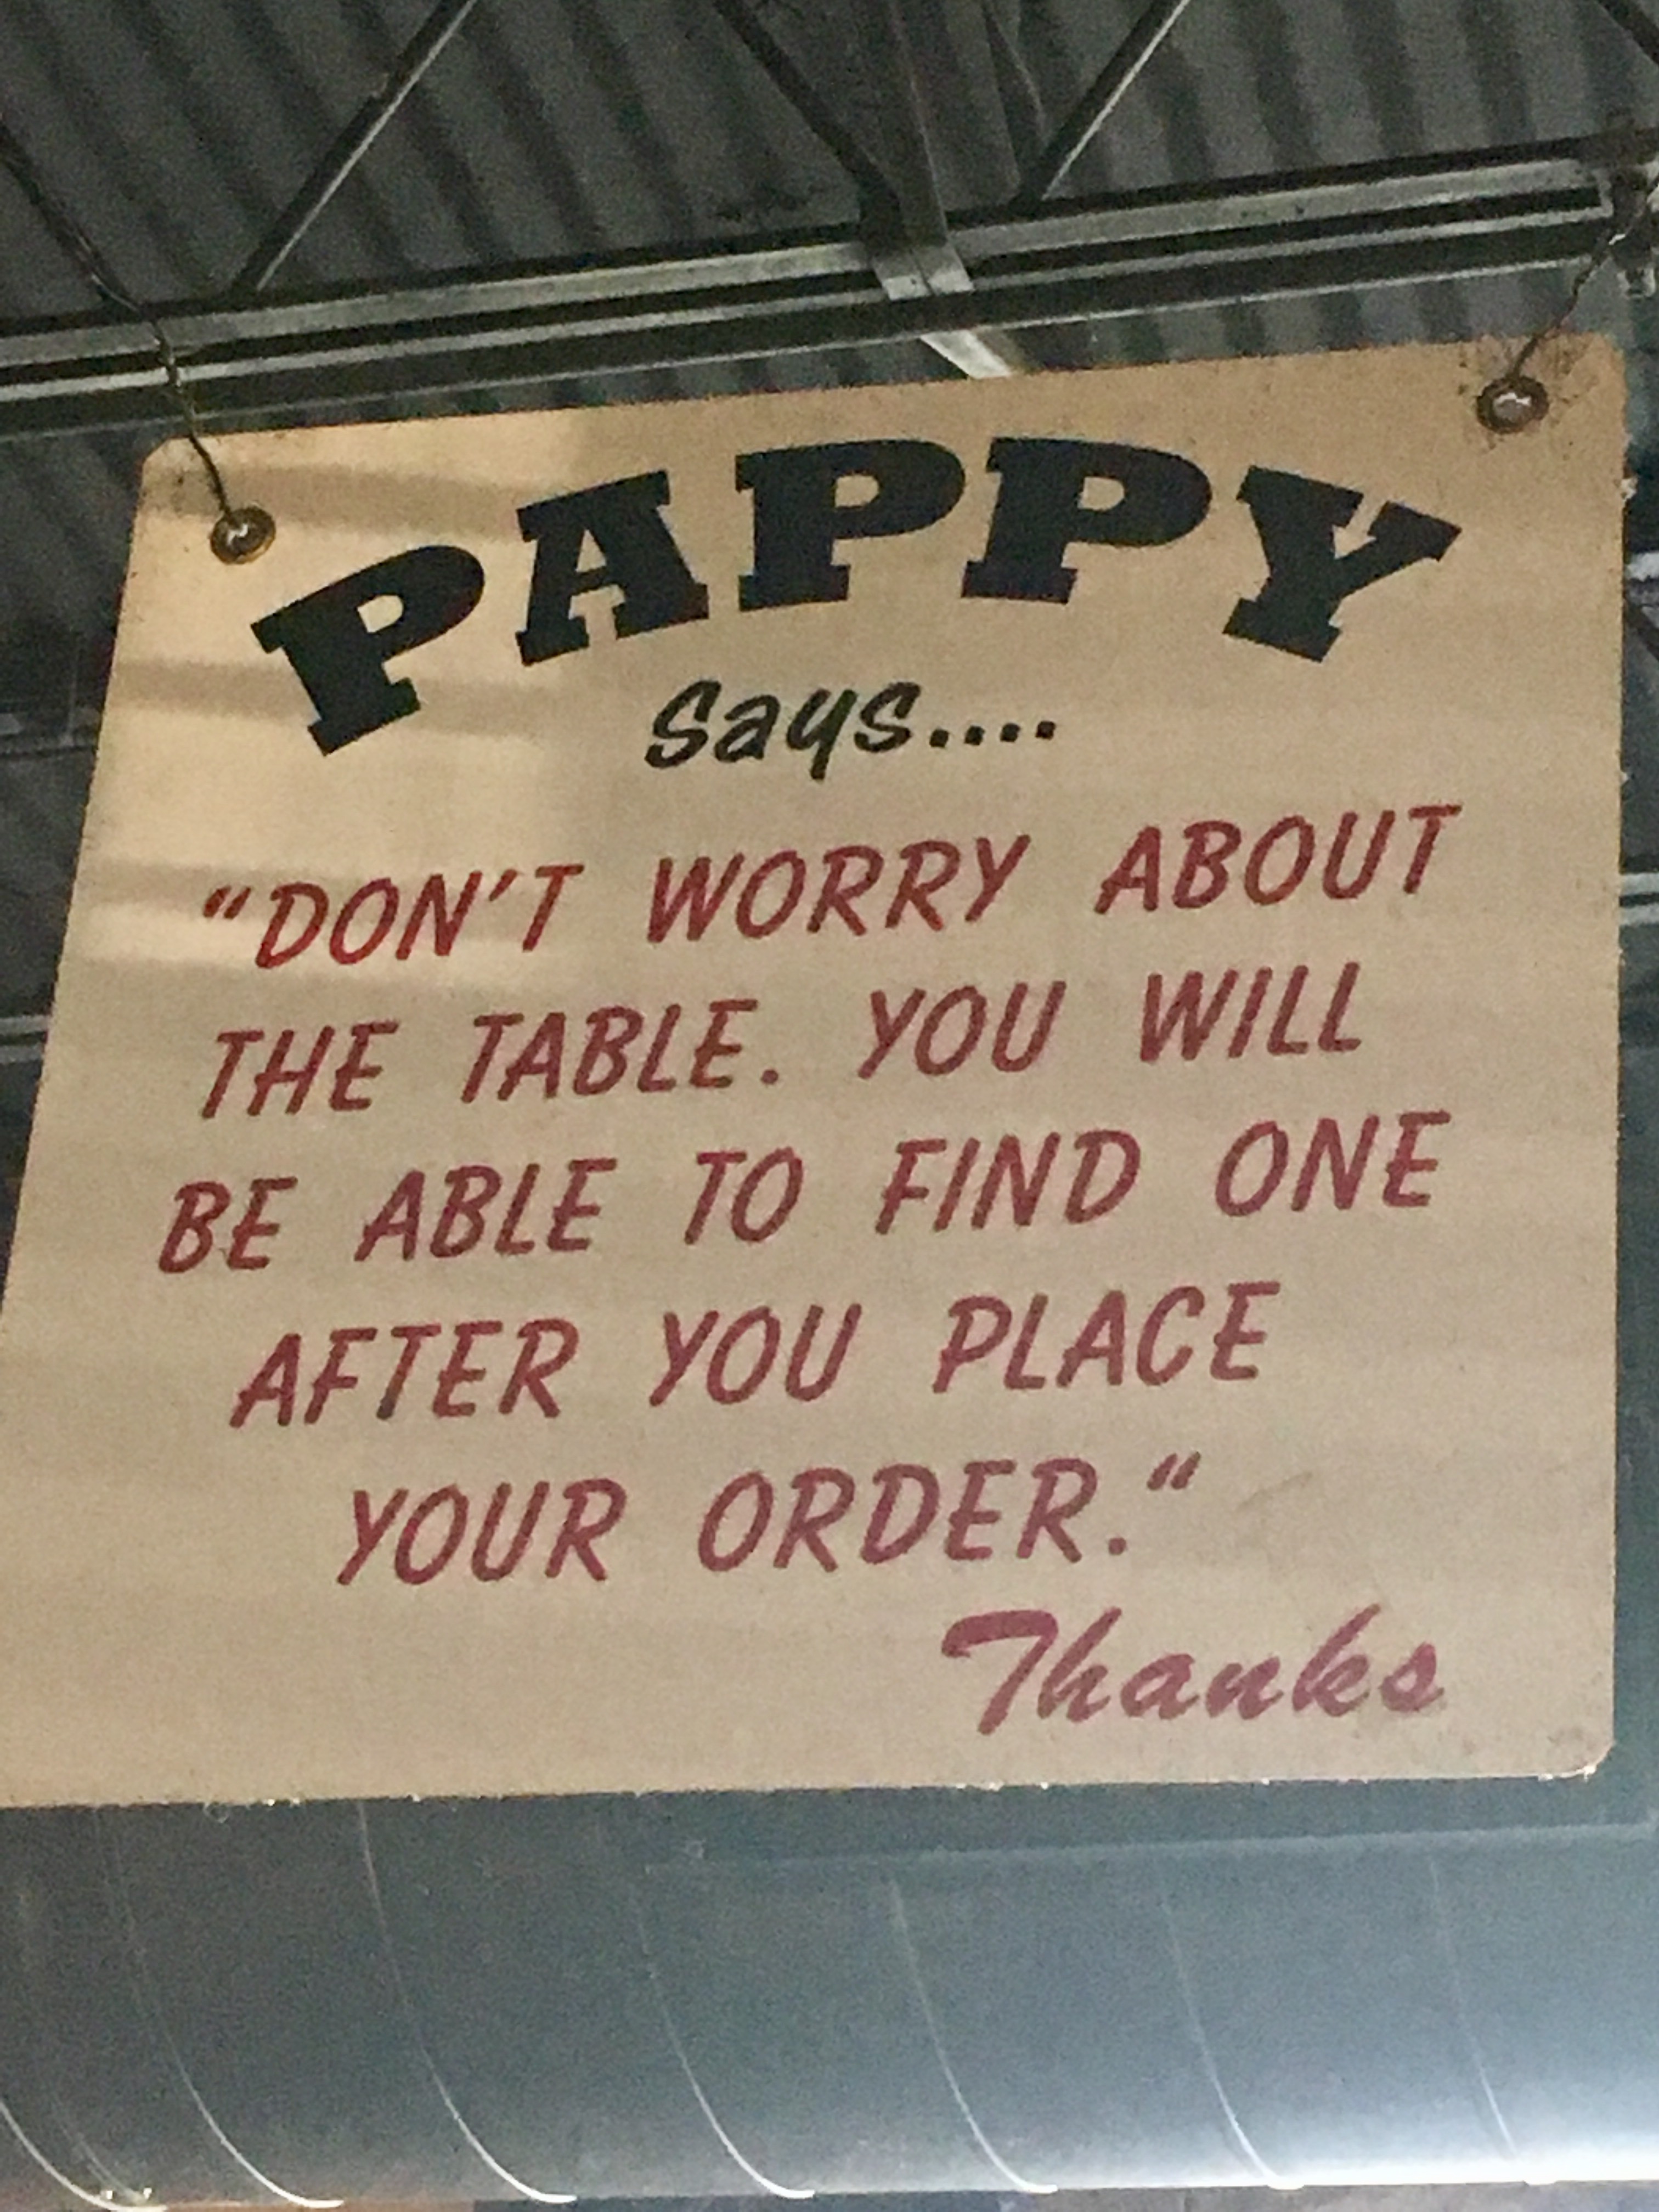 PAPPY
says....
“DON'T WORRY ABOUT
THE TABLE. YOU WILL
BE ABLE TO FIND ONE
AFTER YOU PLACE
YOUR ORDER.“
Thanks